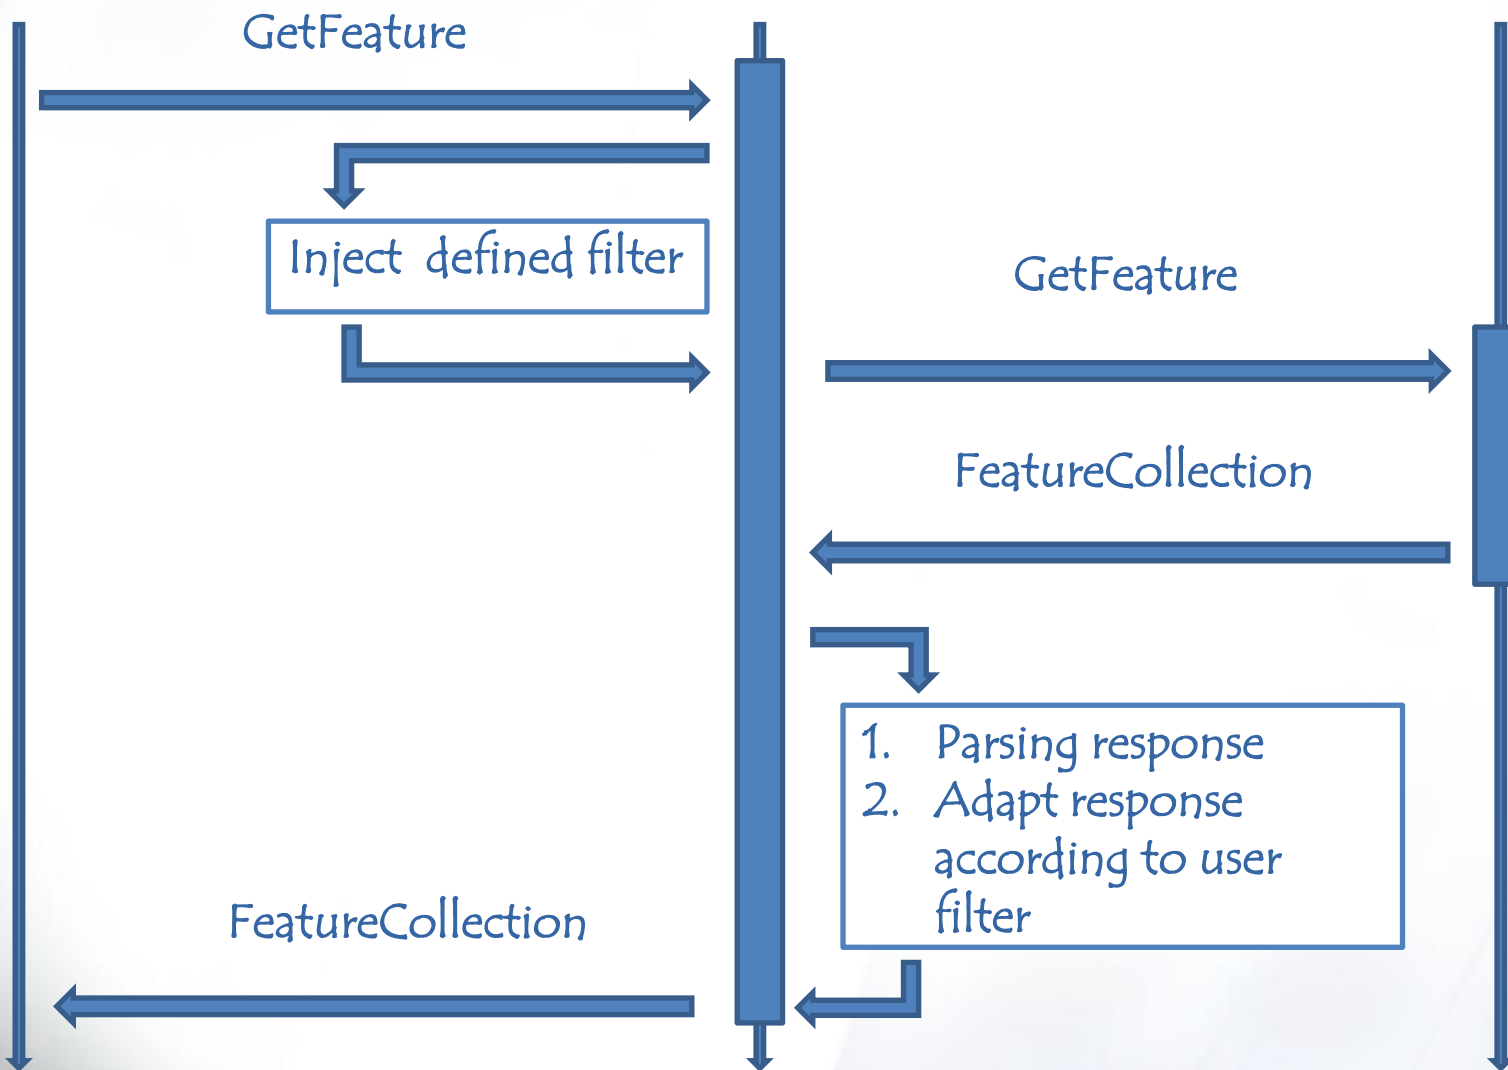 GetFeature
Inject defined filter
GetFeature
FeatureCollection
1. Parsing response
2. Adapt response
according to user
filter
FeatureCollection